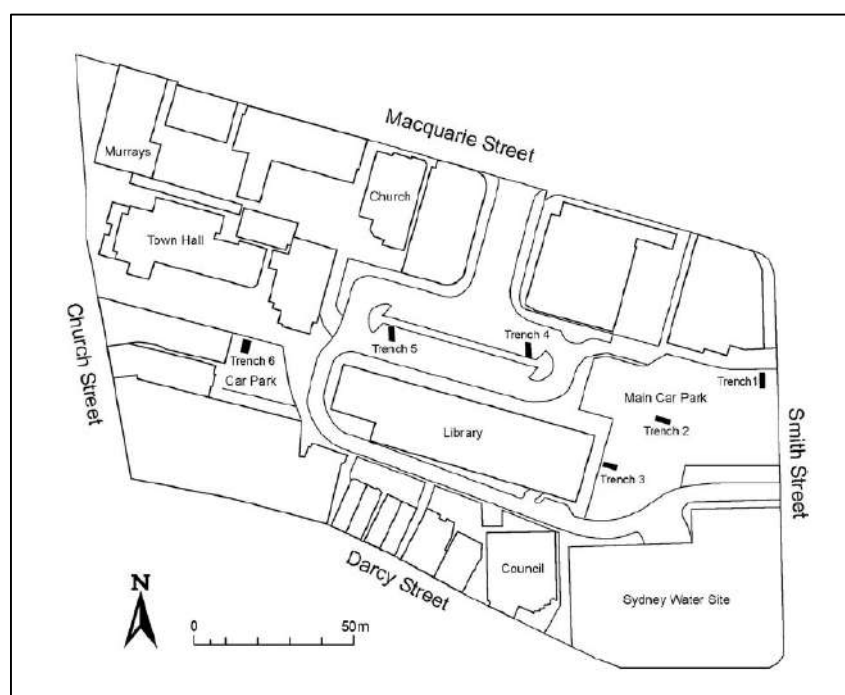 Macquarie Street
Murrays
Church
Town Hall
Church Street
Trench 4
Trench 5
Trench 6
Car Park
Trench1
Main Car Park
Trench 2
Library
Trench 3
Smith Street
Darcy Street
Council
Sydney Water Site
N
0
50m